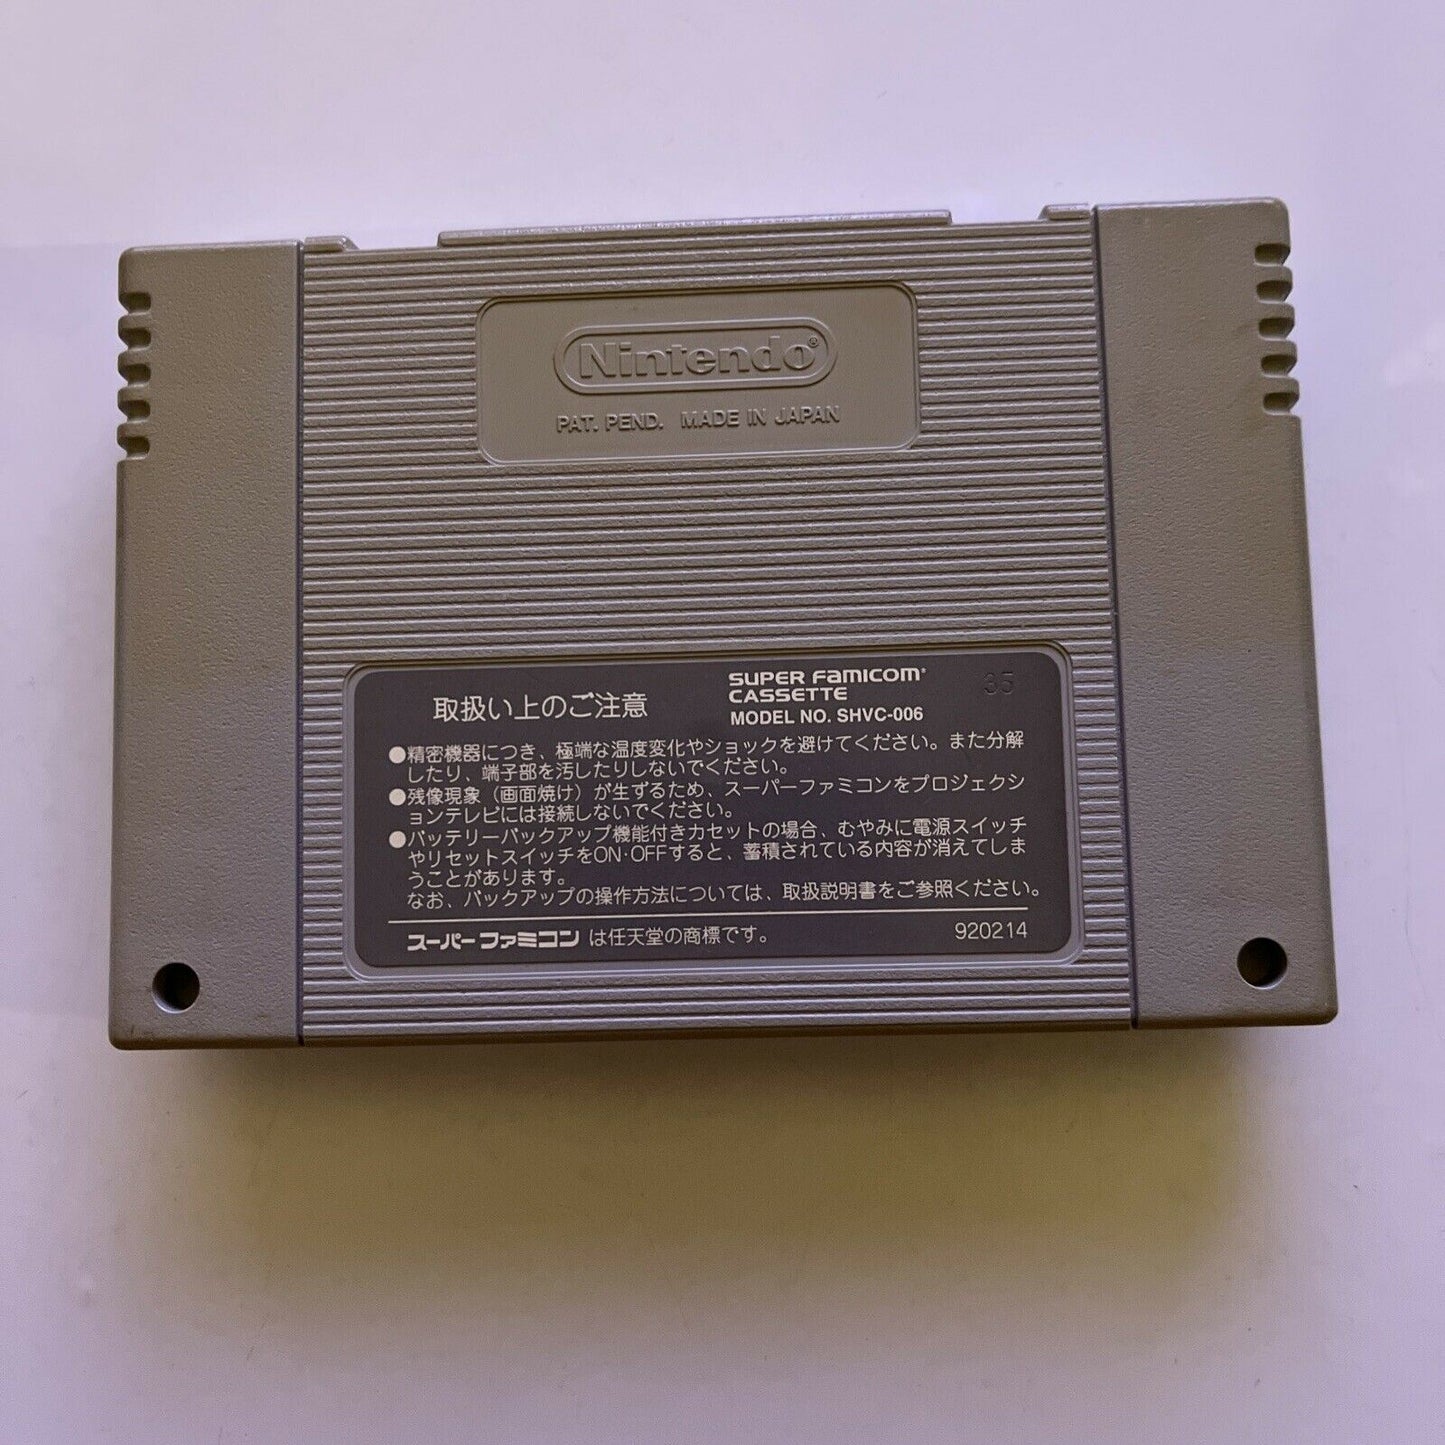 Nintendo®
PAT. PEND. MADE IN JAPAN
取扱い上のご注意
SUPER FAMICOM®
CASSETTE
MODEL NO. SHVC-006
35
●精密機器につき、極端な温度変化やショックを避けてください。また分解
したり、端子部を汚したりしないでください。
●残像現象（画面焼け）が生ずるため、スーパーファミコンをプロジェクシ
ョンテレビには接続しないでください。
●バッテリーバックアップ機能付きカセットの場合、むやみに電源スイッチ
やリセットスイッチをON・OFFすると、蓄積されている内容が消えてしま
うことがあります。
なお、バックアップの操作方法については、取扱説明書をご参照ください。
スーパーファミコン は任天堂の商標です。
920214